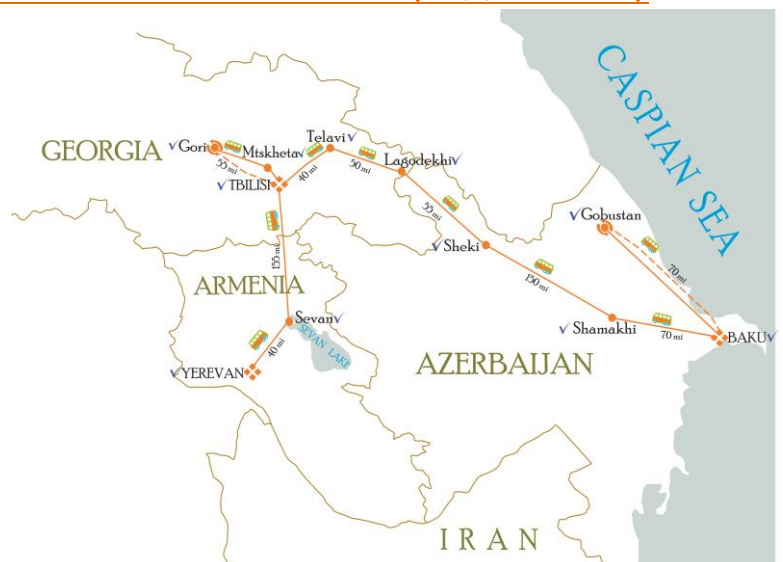 CASPIAN SEA
GEORGIA
Gori
Mtskheta
Telavi
Lagodekhi
55 mi
TBILISI
40 mi
50 mi
Gobustan
55 mi
Sheki
155 mi
70 mi
ARMENIA
150 mi
Sevan
SEVAN LAKE
Shamakhi
70 mi
BAKU
40 mi
YEREVAN
AZERBAIJAN
IRAN